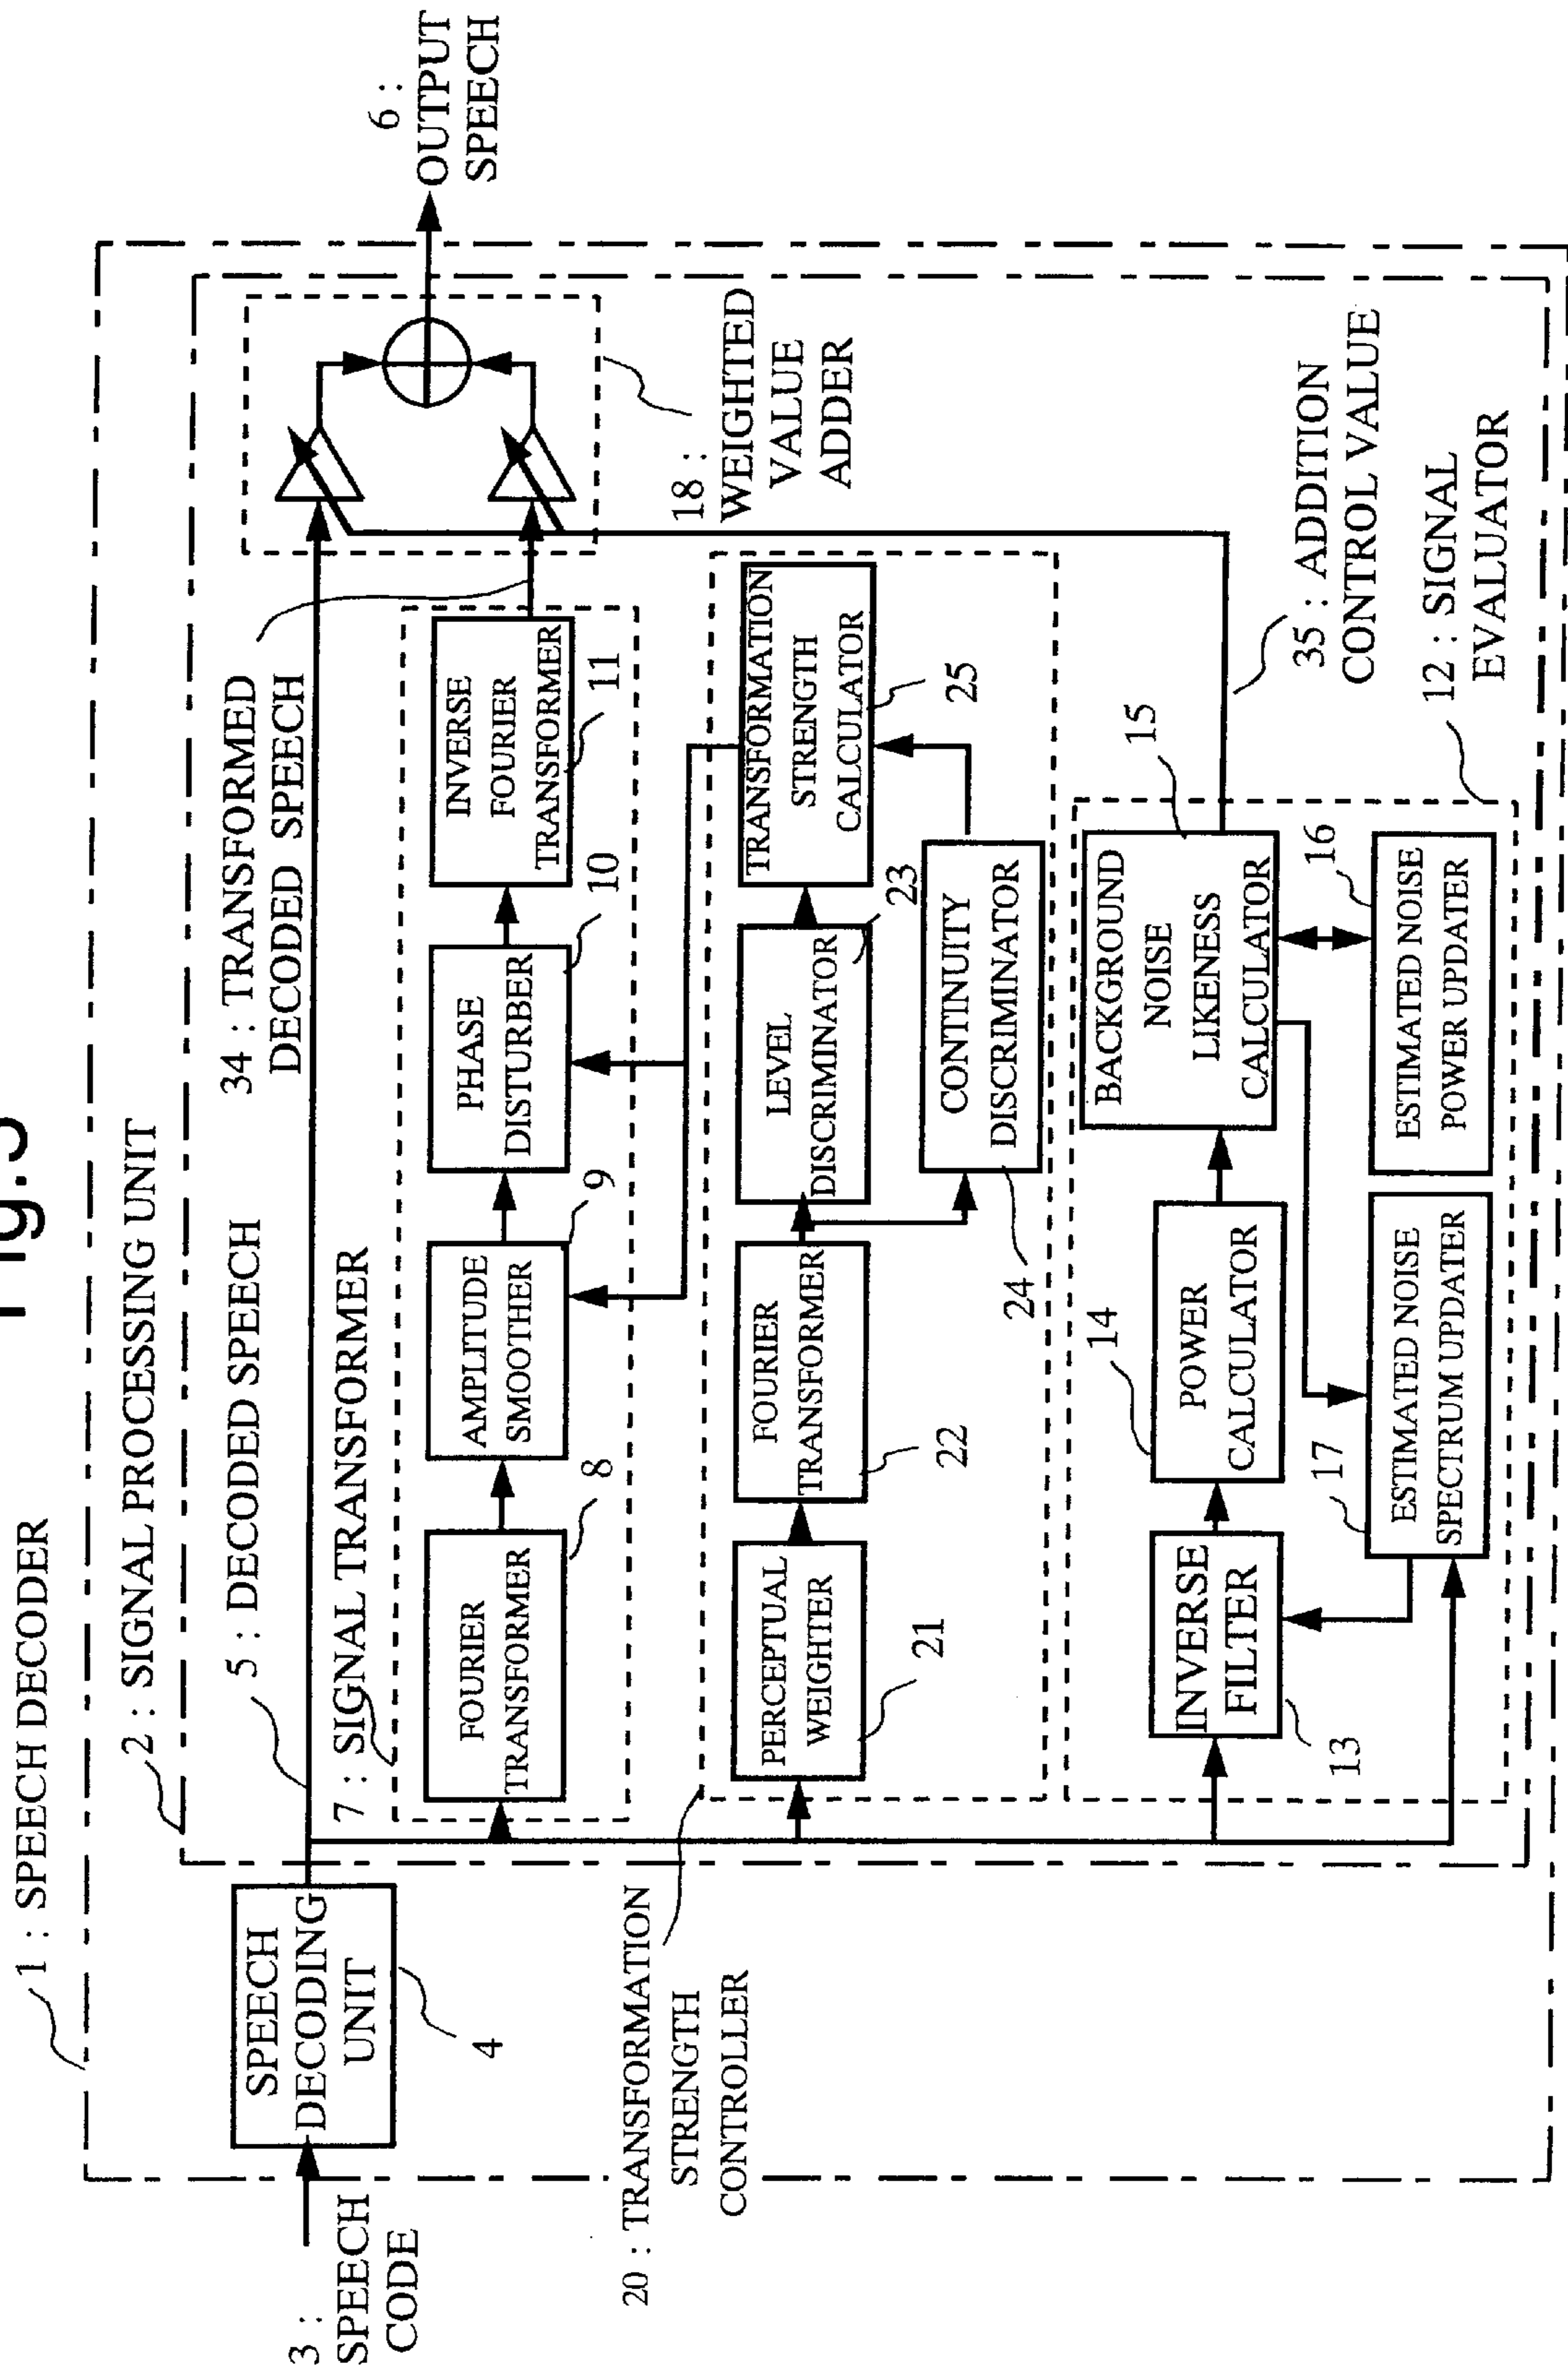 Fig.5
1 : SPEECH DECODER
2 : SIGNAL PROCESSING UNIT
3 :
SPEECH
CODE
SPEECH
DECODING
UNIT
4
5 : DECODED SPEECH
34 : TRANSFORMED
DECODED SPEECH
6 :
OUTPUT
SPEECH
7 : SIGNAL TRANSFORMER
FOURIER
TRANSFORMER
8
AMPLITUDE
SMOOTHER
9
PHASE
DISTURBER
10
INVERSE
FOURIER
TRANSFORMER
11
18 :
WEIGHTED
VALUE
ADDER
20 : TRANSFORMATION
STRENGTH
CONTROLLER
PERCEPTUAL
WEIGHTER
21
FOURIER
TRANSFORMER
22
LEVEL
DISCRIMINATOR
23
TRANSFORMATION
STRENGTH
CALCULATOR
25
CONTINUITY
DISCRIMINATOR
24
INVERSE
FILTER
13
POWER
CALCULATOR
14
BACKGROUND
NOISE
LIKENESS
CALCULATOR
15
ESTIMATED NOISE
SPECTRUM UPDATER
17
ESTIMATED NOISE
POWER UPDATER
16
35 : ADDITION
CONTROL VALUE
12 : SIGNAL
EVALUATOR